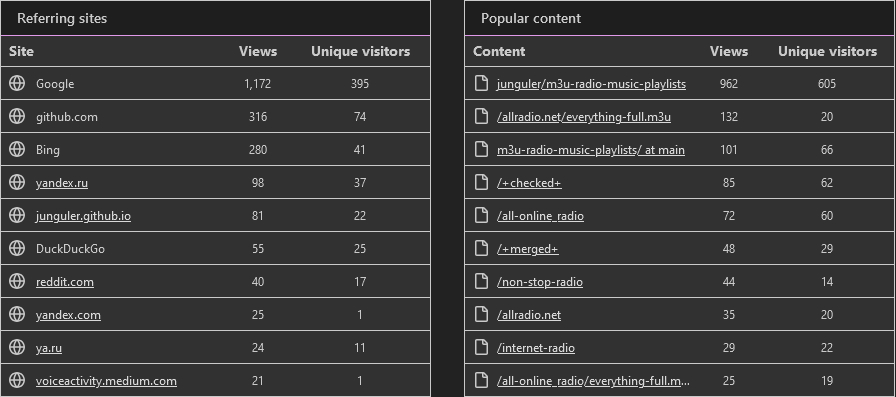 Referring sites
Site Views Unique visitors
Google 1,172 395
github.com 316 74
Bing 280 41
yandex.ru 98 37
junguler.github.io 81 22
DuckDuckGo 55 25
reddit.com 40 17
yandex.com 25 1
ya.ru 24 11
voiceactivity.medium.com 21 1
Popular content
Content Views Unique visitors
junguler/m3u-radio-music-playlists 962 605
/allradio.net/everything-full.m3u 132 20
m3u-radio-music-playlists/ at main 101 66
/+checked+ 85 62
/all-online_radio 72 60
/+merged+ 48 29
/non-stop-radio 44 14
/allradio.net 35 20
/internet-radio 29 22
/all-online_radio/everything-full.m... 25 19